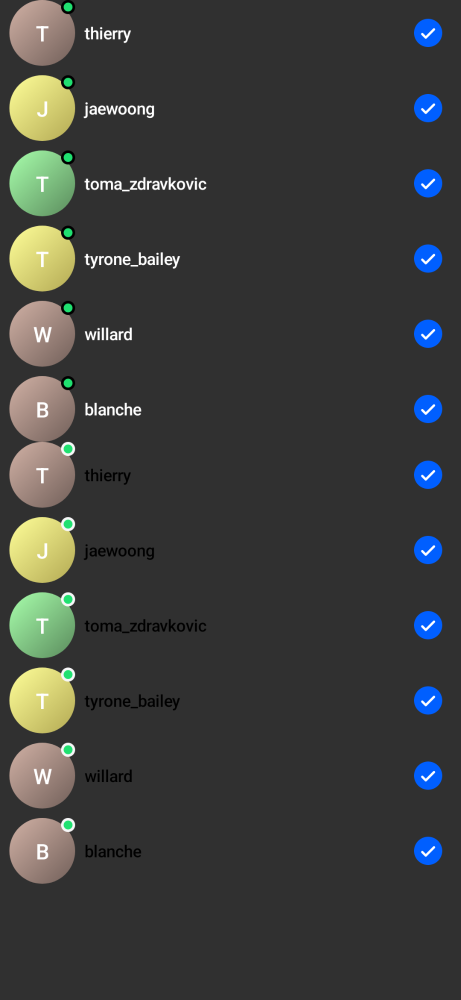 T thierry
J jaewoong
T toma_zdravkovic
T tyrone_bailey
W willard
B blanche
T thierry
J jaewoong
T toma_zdravkovic
T tyrone_bailey
W willard
B blanche